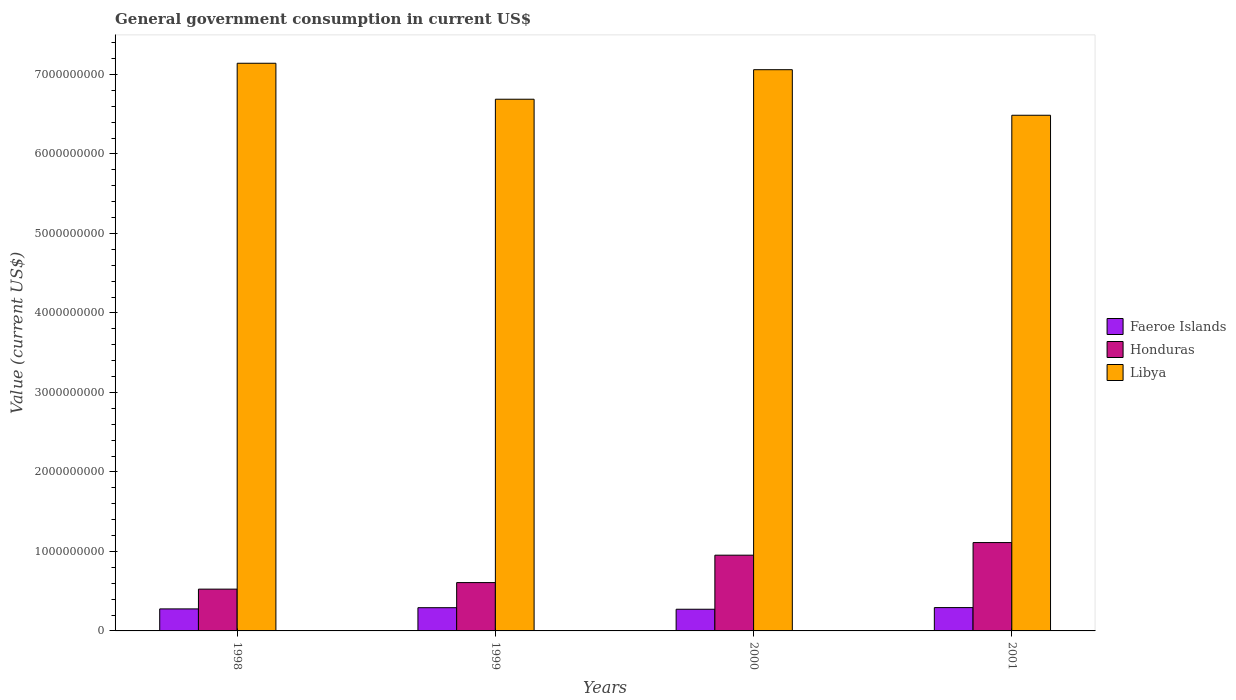 General government consumption in current US$
Value (current US$)
7000000000
6000000000
5000000000
4000000000
3000000000
2000000000
1000000000
0
1998
1999
2000
2001
Years
Faeroe Islands
Honduras
Libya